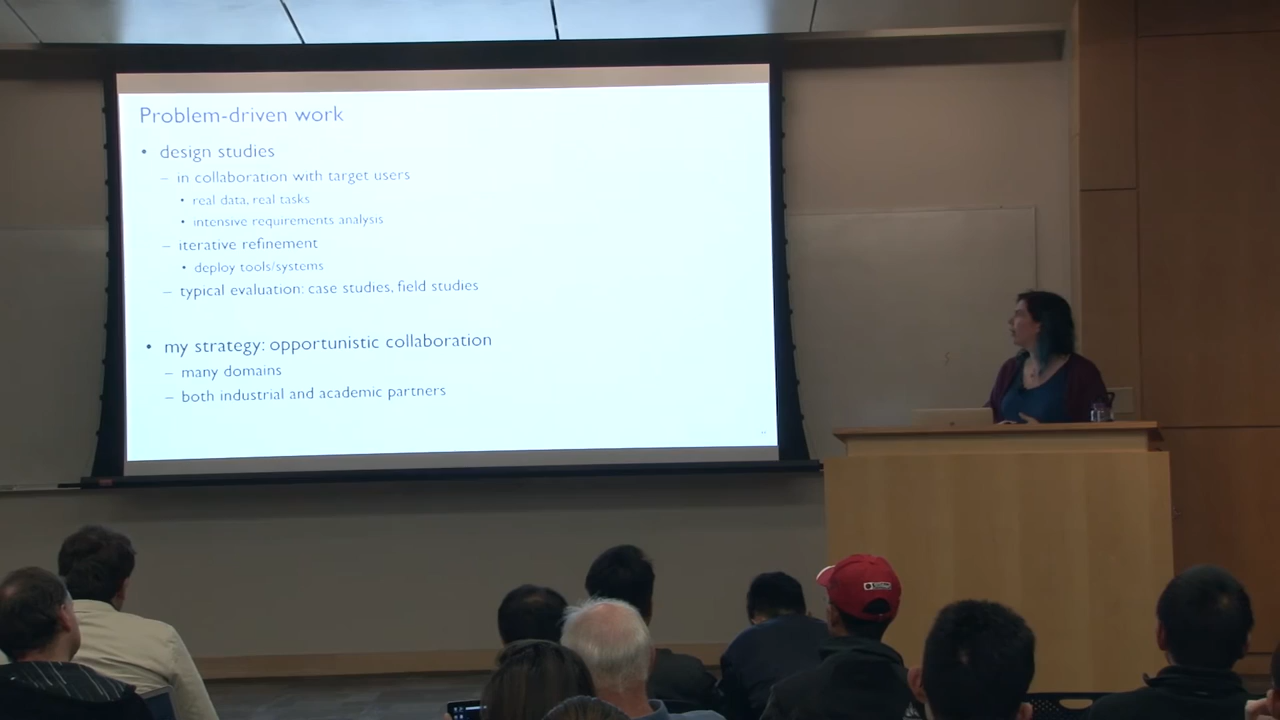 Problem-driven work
• design studies
– in collaboration with target users
• real data, real tasks
• intensive requirements analysis
– iterative refinement
• deploy tools/systems
– typical evaluation: case studies, field studies
• my strategy: opportunistic collaboration
– many domains
– both industrial and academic partners